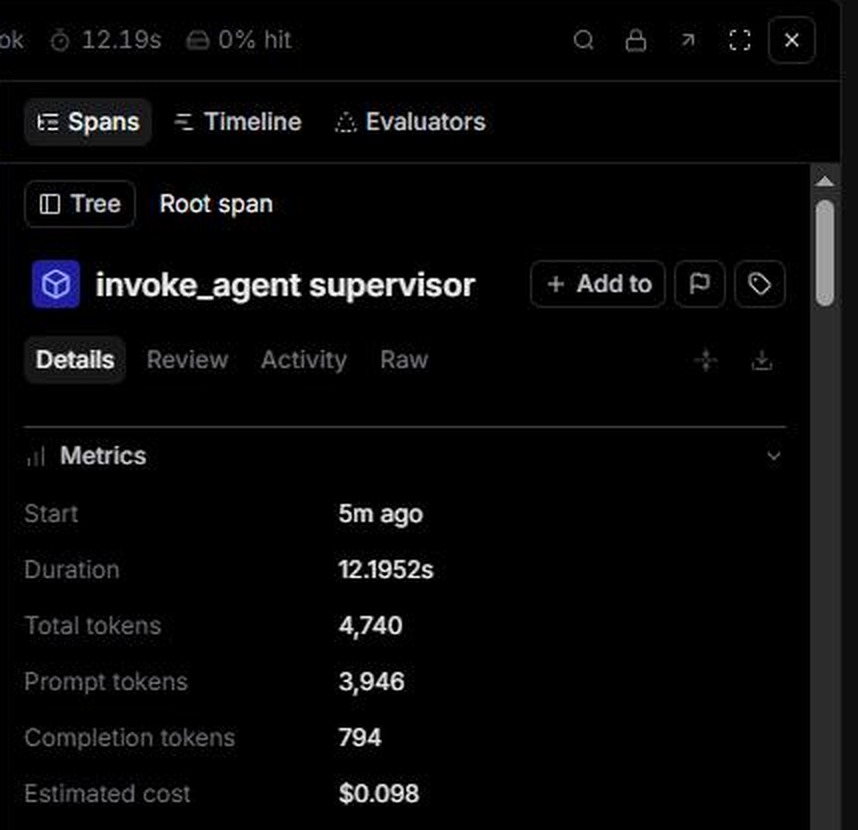 ok 12.19s 0% hit
Spans Timeline Evaluators
Tree Root span
invoke_agent supervisor + Add to
Details Review Activity Raw
Metrics
Start 5m ago
Duration 12.1952s
Total tokens 4,740
Prompt tokens 3,946
Completion tokens 794
Estimated cost $0.098